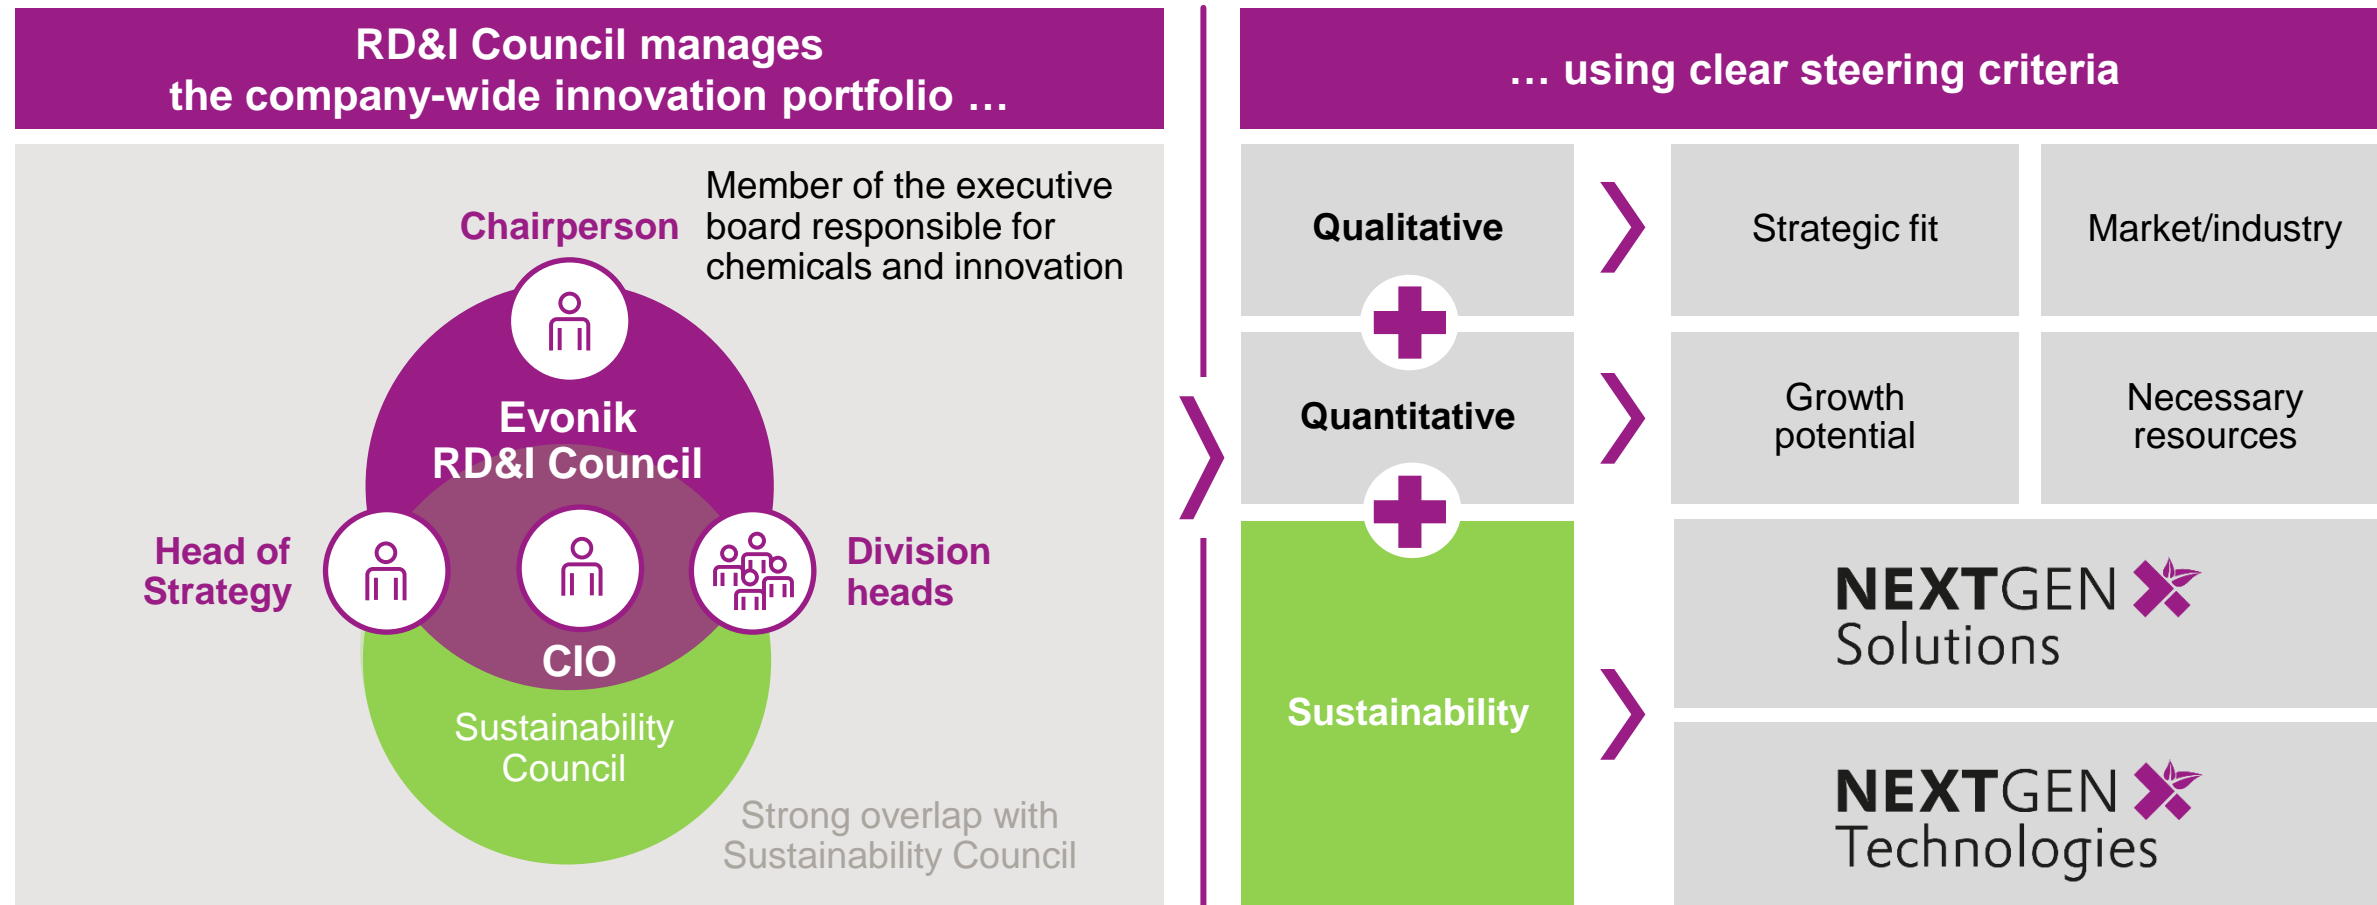 RD&I Council manages
the company-wide innovation portfolio …
Chairperson
Member of the executive
board responsible for
chemicals and innovation
Evonik
RD&I Council
Head of
Strategy
Division
heads
CIO
Sustainability
Council
Strong overlap with
Sustainability Council
… using clear steering criteria
Qualitative
Strategic fit
Market/industry
Quantitative
Growth
potential
Necessary
resources
Sustainability
NEXTGEN
Solutions
NEXTGEN
Technologies